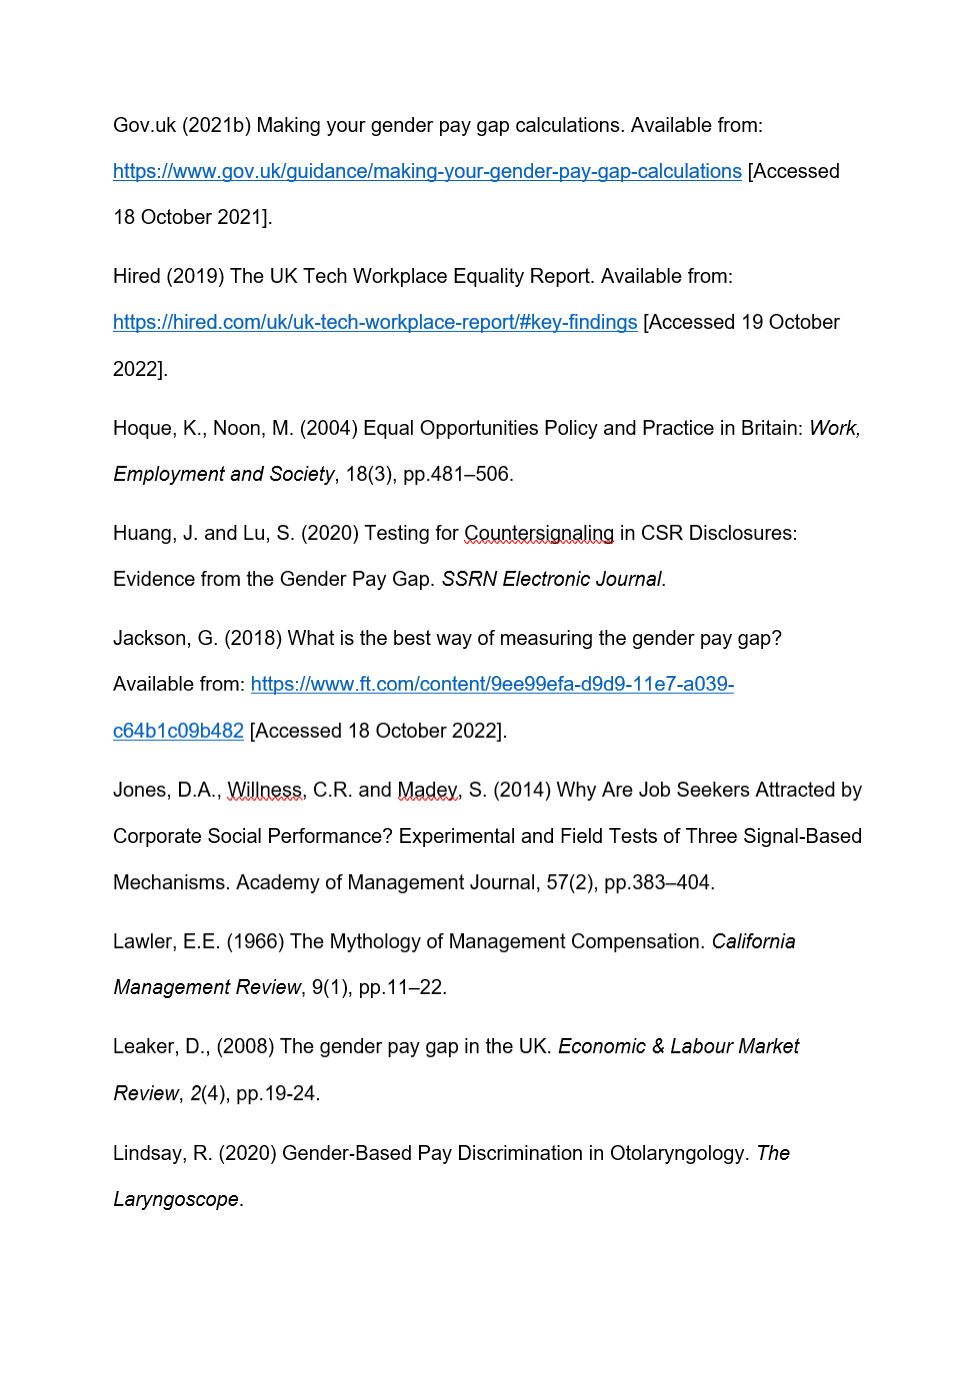 Gov.uk (2021b) Making your gender pay gap calculations. Available from:
https://www.gov.uk/guidance/making-your-gender-pay-gap-calculations [Accessed
18 October 2021].
Hired (2019) The UK Tech Workplace Equality Report. Available from:
https://hired.com/uk/uk-tech-workplace-report/#key-findings [Accessed 19 October
2022].
Hoque, K., Noon, M. (2004) Equal Opportunities Policy and Practice in Britain: Work,
Employment and Society, 18(3), pp.481–506.
Huang, J. and Lu, S. (2020) Testing for Countersignaling in CSR Disclosures:
Evidence from the Gender Pay Gap. SSRN Electronic Journal.
Jackson, G. (2018) What is the best way of measuring the gender pay gap?
Available from: https://www.ft.com/content/9ee99efa-d9d9-11e7-a039-
c64b1c09b482 [Accessed 18 October 2022].
Jones, D.A., Willness, C.R. and Madey, S. (2014) Why Are Job Seekers Attracted by
Corporate Social Performance? Experimental and Field Tests of Three Signal-Based
Mechanisms. Academy of Management Journal, 57(2), pp.383–404.
Lawler, E.E. (1966) The Mythology of Management Compensation. California
Management Review, 9(1), pp.11–22.
Leaker, D., (2008) The gender pay gap in the UK. Economic & Labour Market
Review, 2(4), pp.19-24.
Lindsay, R. (2020) Gender-Based Pay Discrimination in Otolaryngology. The
Laryngoscope.